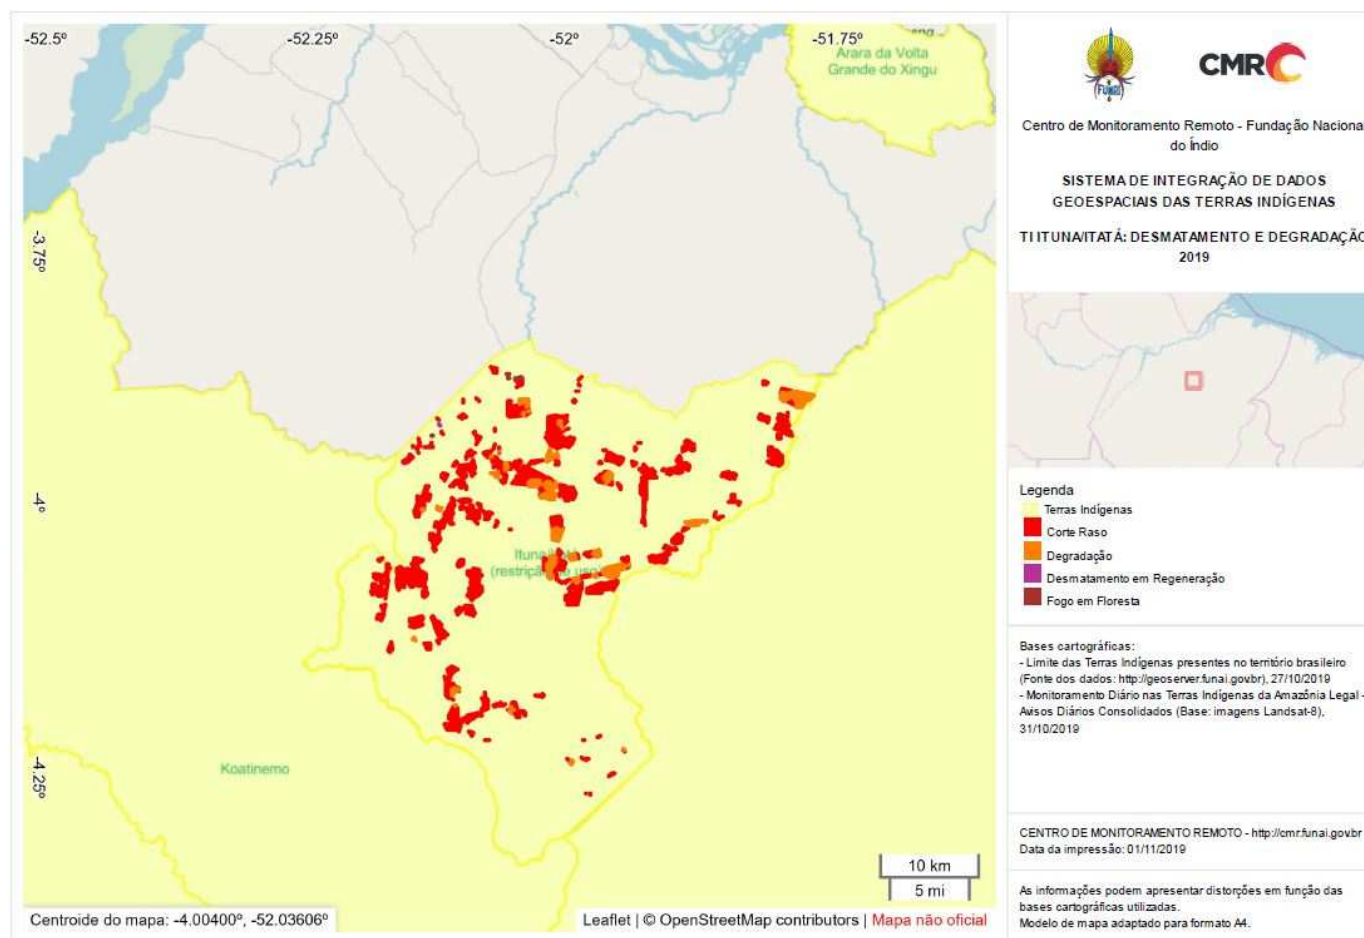 -52.5º
-52.25º
-52º
-51.75º
Arara da Volta
Grande do Xingu
-3.75º
-4º
(restrição de uso)
-4.25º
Koatinemo
10 km
5 mi
Centroide do mapa: -4.00400º, -52.03606º
Leaflet | © OpenStreetMap contributors | Mapa não oficial
FUNAI
CMR
Centro de Monitoramento Remoto - Fundação Naciona
do Índio
SISTEMA DE INTEGRAÇÃO DE DADOS
GEOESPACIAIS DAS TERRAS INDÍGENAS
TI ITUNA/ITATÁ: DESMATAMENTO E DEGRADAÇÃO
2019
Legenda
Terras Indígenas
Corte Raso
Degradação
Desmatamento em Regeneração
Fogo em Floresta
Bases cartográficas:
- Limite das Terras Indígenas presentes no território brasileiro
(Fonte dos dados: http://geoserver.funai.gov.br), 27/10/2019
- Monitoramento Diário nas Terras Indígenas da Amazônia Legal -
Avisos Diários Consolidados (Base: imagens Landsat-8),
31/10/2019
CENTRO DE MONITORAMENTO REMOTO - http://cmr.funai.gov.br
Data da impressão: 01/11/2019
As informações podem apresentar distorções em função das
bases cartográficas utilizadas.
Modelo de mapa adaptado para formato A4.